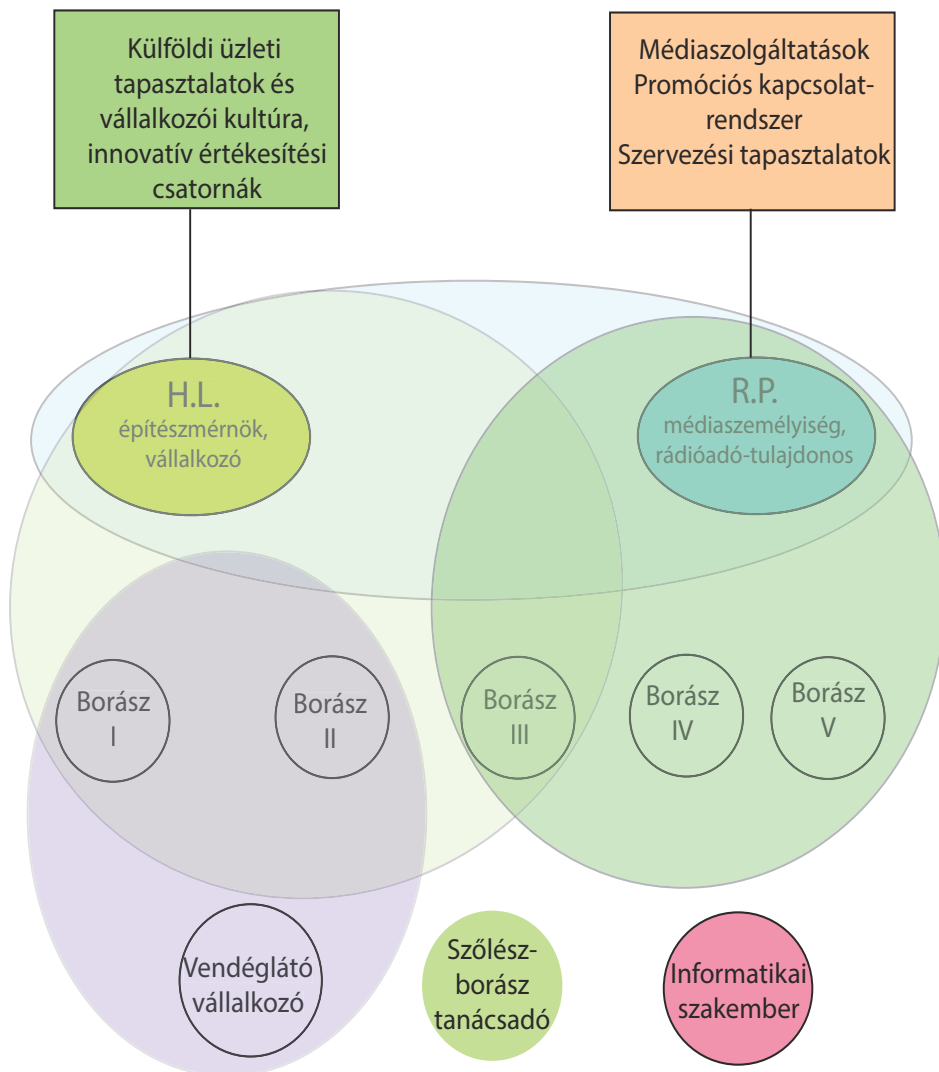 Külföldi üzleti
tapasztalatok és
vállalkozói kultúra,
innovatív értékesítési
csatornák
Médiaszolgáltatások
Promóciós kapcsolat-
rendszer
Szervezési tapasztalatok
H.L.
építészmérnök,
vállalkozó
R.P.
médiaszemélyiség,
rádióadó-tulajdonos
Borász
I
Borász
II
Borász
III
Borász
IV
Borász
V
Vendéglátó
vállalkozó
Szőlész-
borász
tanácsadó
Informatikai
szakember